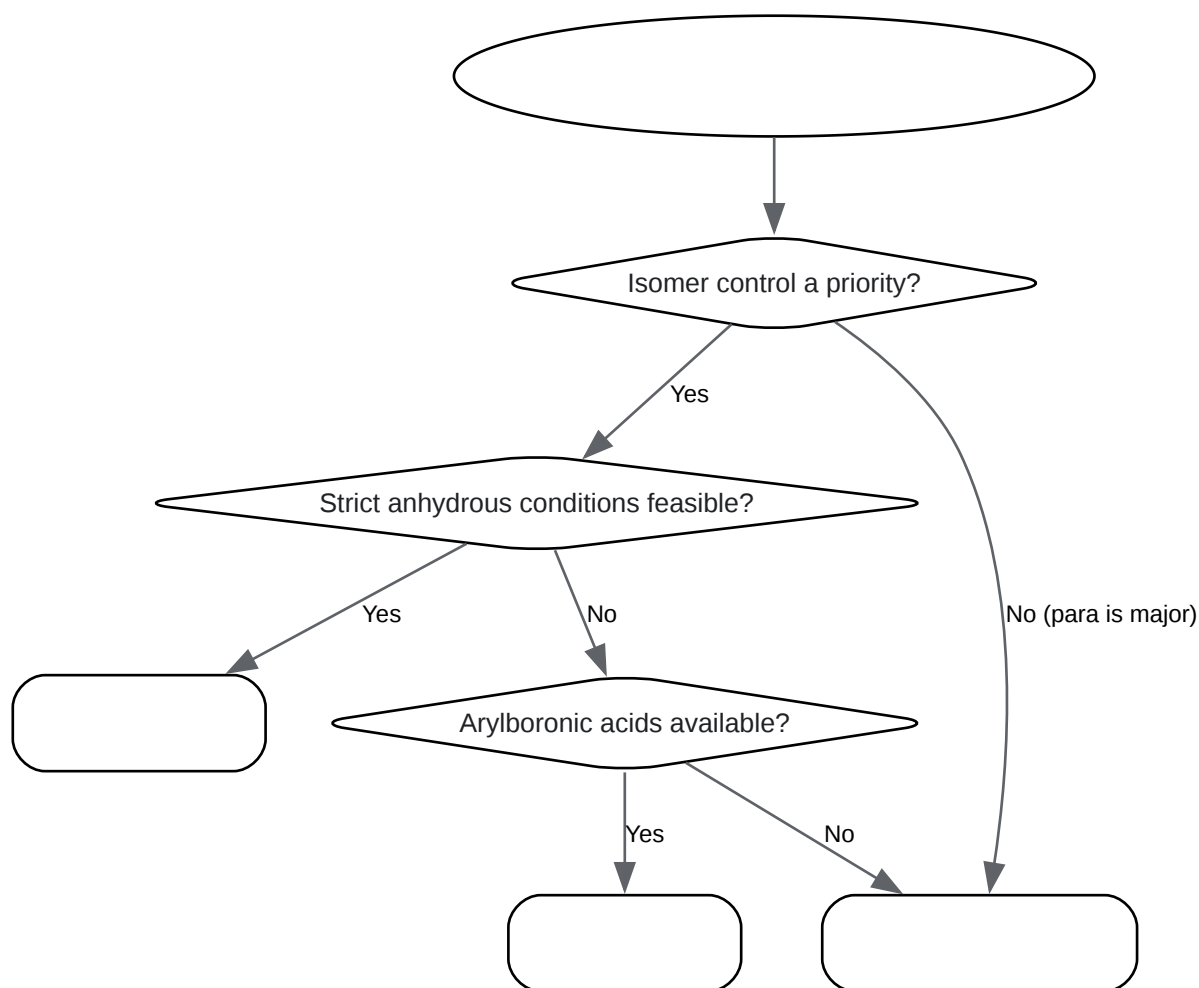 Isomer control a priority?
Yes
Strict anhydrous conditions feasible?
Yes
No
No (para is major)
Arylboronic acids available?
Yes
No